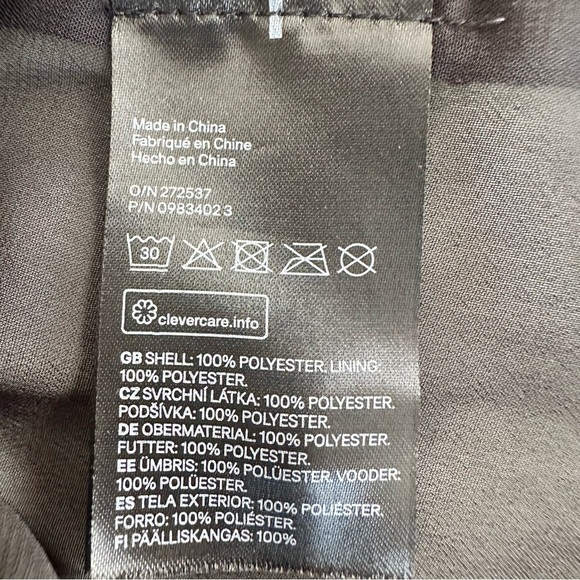 Made in China
Fabriqué en Chine
Hecho en China
O/N 272537
P/N 0983402 3
30
clevercare.info
GB SHELL: 100% POLYESTER. LINING:
100% POLYESTER.
CZ SVRCHNÍ LÁTKA: 100% POLYESTER.
PODŠÍVKA: 100% POLYESTER.
DE OBERMATERIAL: 100% POLYESTER.
FUTTER: 100% POLYESTER.
EE ÜMBRIS: 100% POLÜESTER. VOODER:
100% POLÜESTER.
ES TELA EXTERIOR: 100% POLIÉSTER.
FORRO: 100% POLIÉSTER.
FI PÄÄLLISKANGAS: 100%